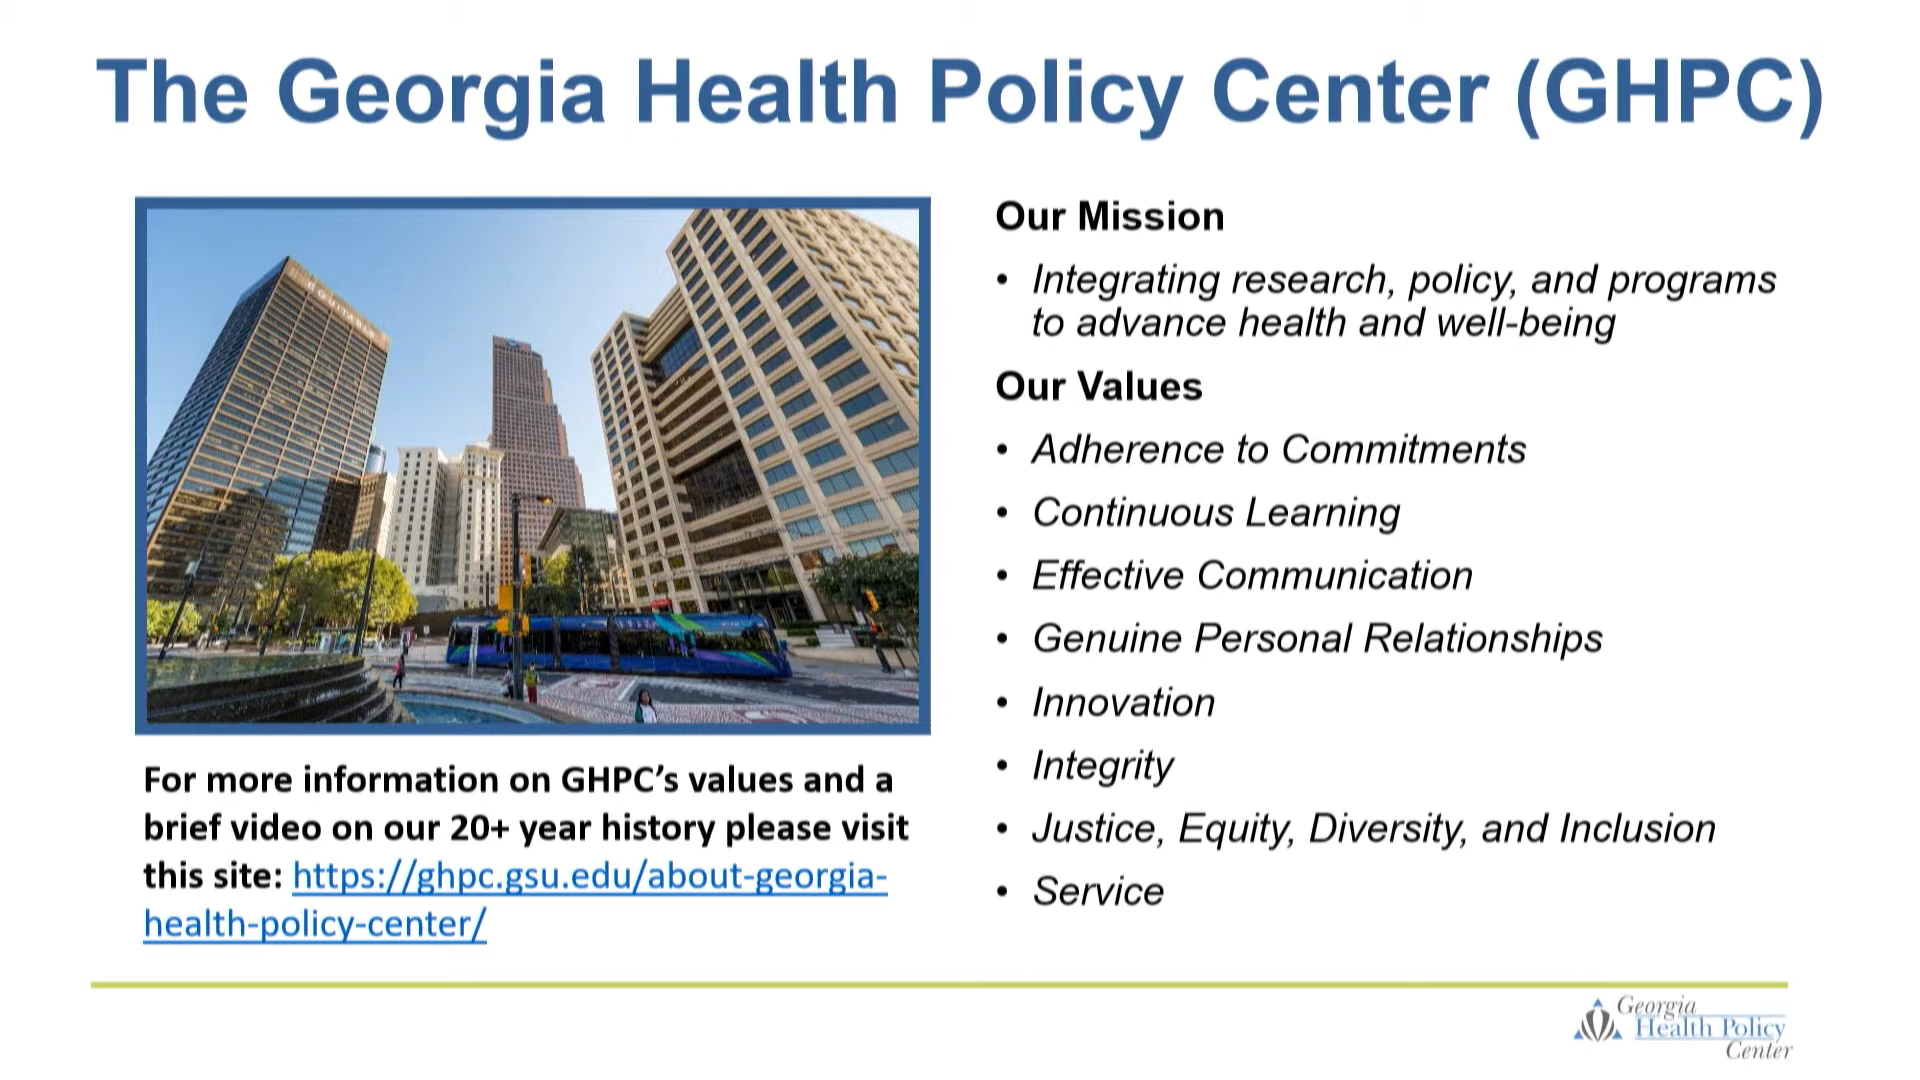 The Georgia Health Policy Center (GHPC)
EQUITABLE
For more information on GHPC’s values and a
brief video on our 20+ year history please visit
this site: https://ghpc.gsu.edu/about-georgia-
health-policy-center/
Our Mission
• Integrating research, policy, and programs
to advance health and well-being
Our Values
• Adherence to Commitments
• Continuous Learning
• Effective Communication
• Genuine Personal Relationships
• Innovation
• Integrity
• Justice, Equity, Diversity, and Inclusion
• Service
Georgia
Health Policy
Center